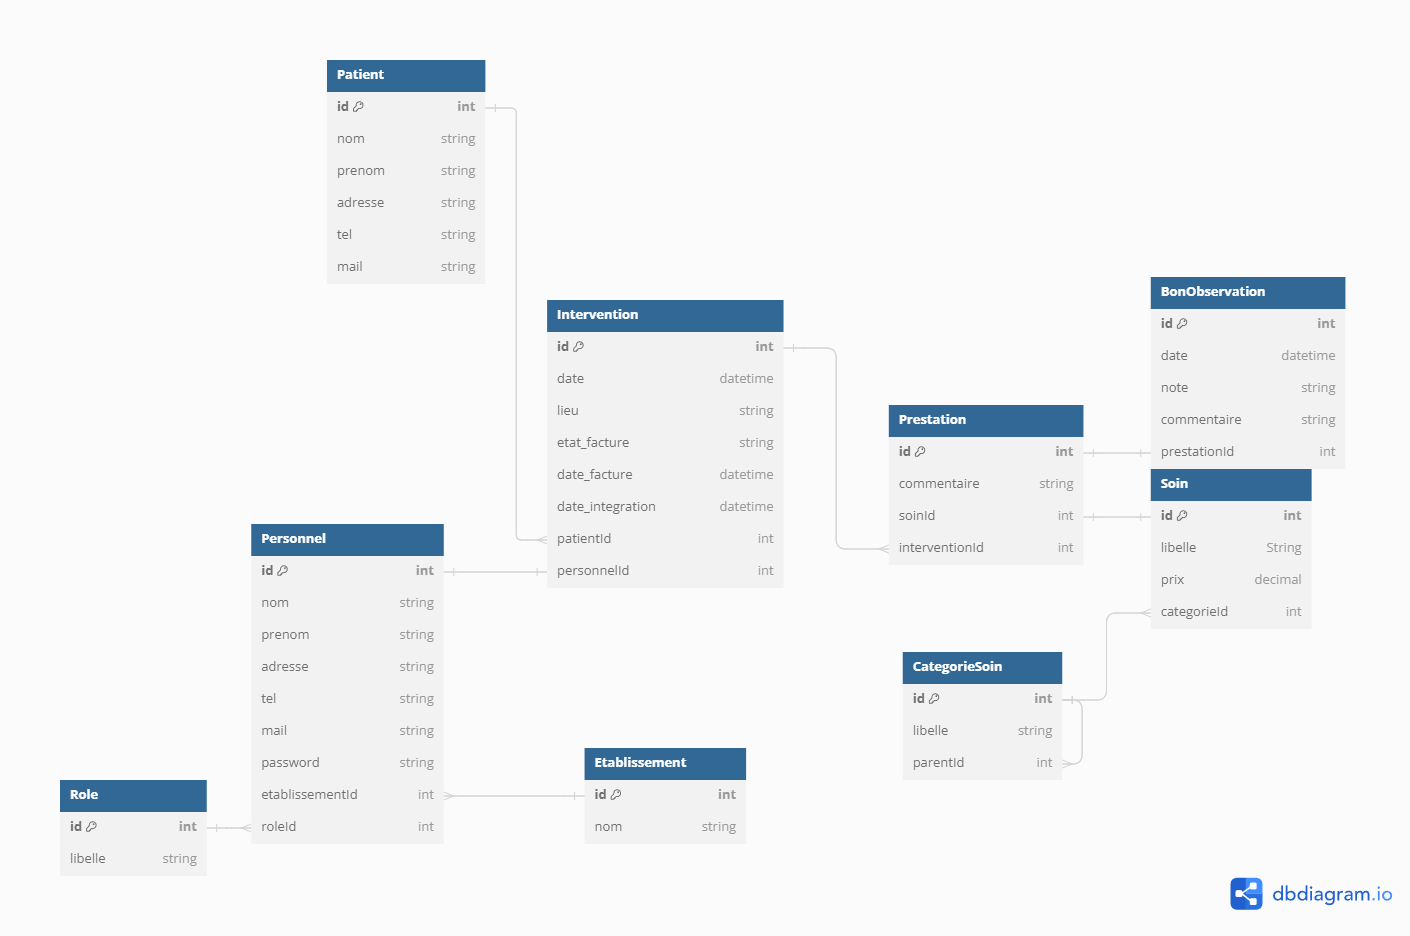 Patient
id int
nom string
prenom string
adresse string
tel string
mail string
Intervention
id int
date datetime
lieu string
etat_facture string
date_facture datetime
date_integration datetime
patientId int
personnelId int
BonObservation
id int
date datetime
note string
commentaire string
prestationId int
Prestation
id int
commentaire string
soinId int
interventionId int
Soin
id int
libelle String
prix decimal
categorieId int
Personnel
id int
nom string
prenom string
adresse string
tel string
mail string
password string
etablissementId int
roleId int
CategorieSoin
id int
libelle string
parentId int
Etablissement
id int
nom string
Role
id int
libelle string
dbdiagram.io